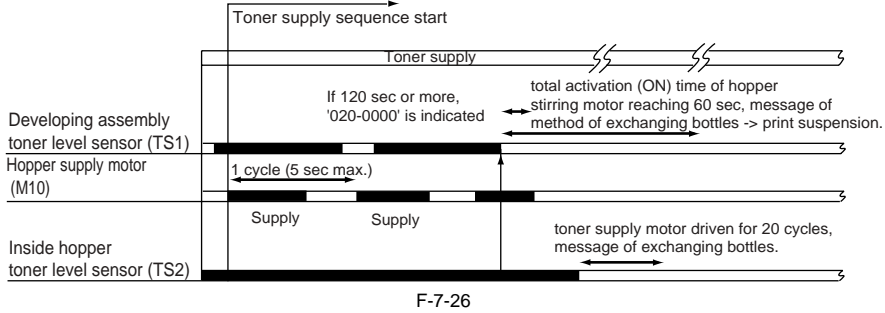 Toner supply sequence start
Toner supply
If 120 sec or more,
'020-0000' is indicated
total activation (ON) time of hopper
stirring motor reaching 60 sec, message of
method of exchanging bottles -> print suspension.
Developing assembly
toner level sensor (TS1)
Hopper supply motor
(M10)
1 cycle (5 sec max.)
Supply
Supply
toner supply motor driven for 20 cycles,
message of exchanging bottles.
Inside hopper
toner level sensor (TS2)
F-7-26